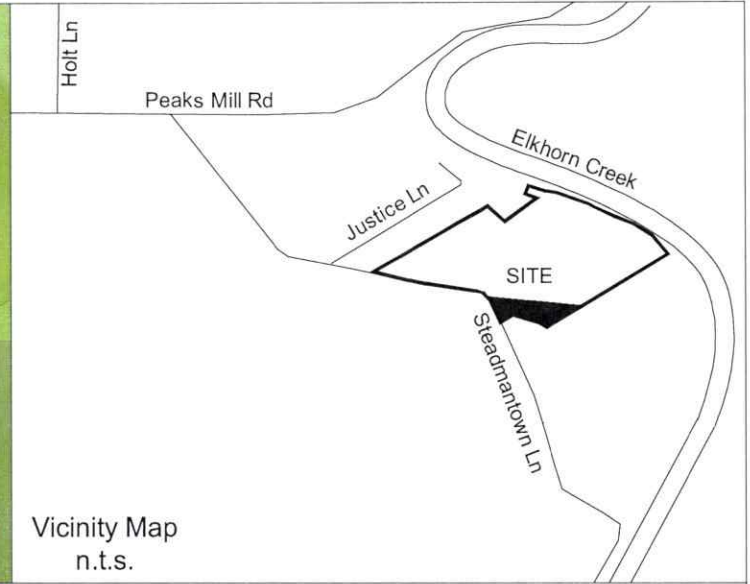 Holt Ln
Peaks Mill Rd
Elkhorn Creek
Justice Ln
SITE
Steadmantown Ln
Vicinity Map
n.t.s.